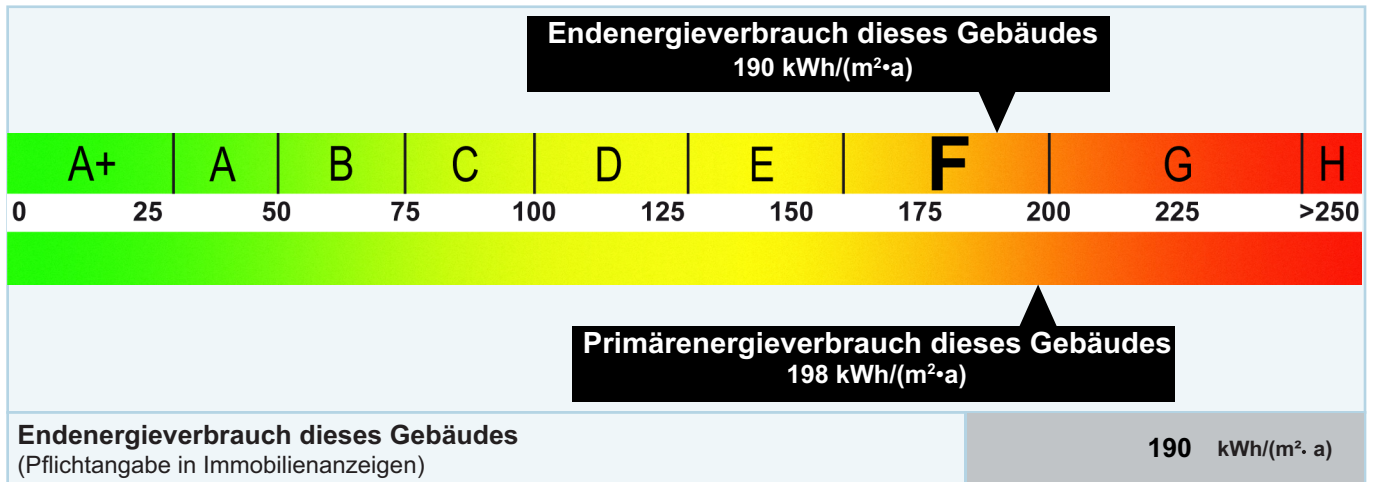 Endenergieverbrauch dieses Gebäudes
190 kWh/(m²•a)
A+ A B C D E F G H
0 25 50 75 100 125 150 175 200 225 >250
Primärenergieverbrauch dieses Gebäudes
198 kWh/(m²•a)
Endenergieverbrauch dieses Gebäudes
(Pflichtangabe in Immobilienanzeigen)
190 kWh/(m²· a)